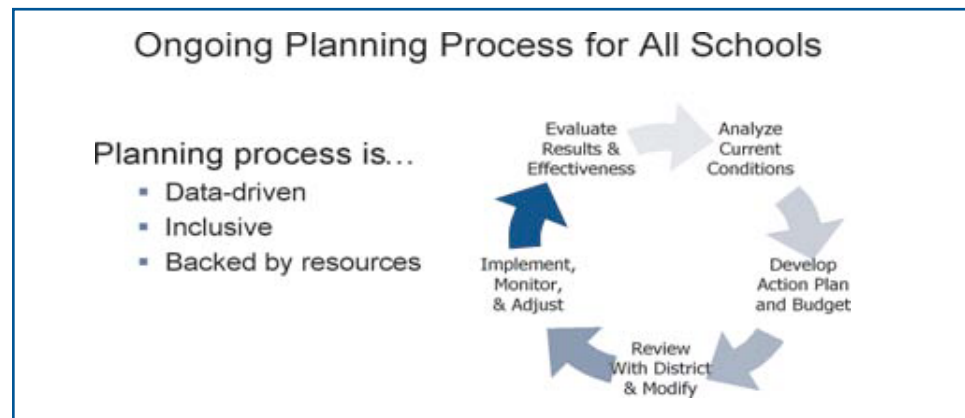 Ongoing Planning Process for All Schools
Planning process is...
▪ Data-driven
▪ Inclusive
▪ Backed by resources
Evaluate
Results &
Effectiveness
Analyze
Current
Conditions
Develop
Action Plan
and Budget
Review
With District
& Modify
Implement,
Monitor,
& Adjust